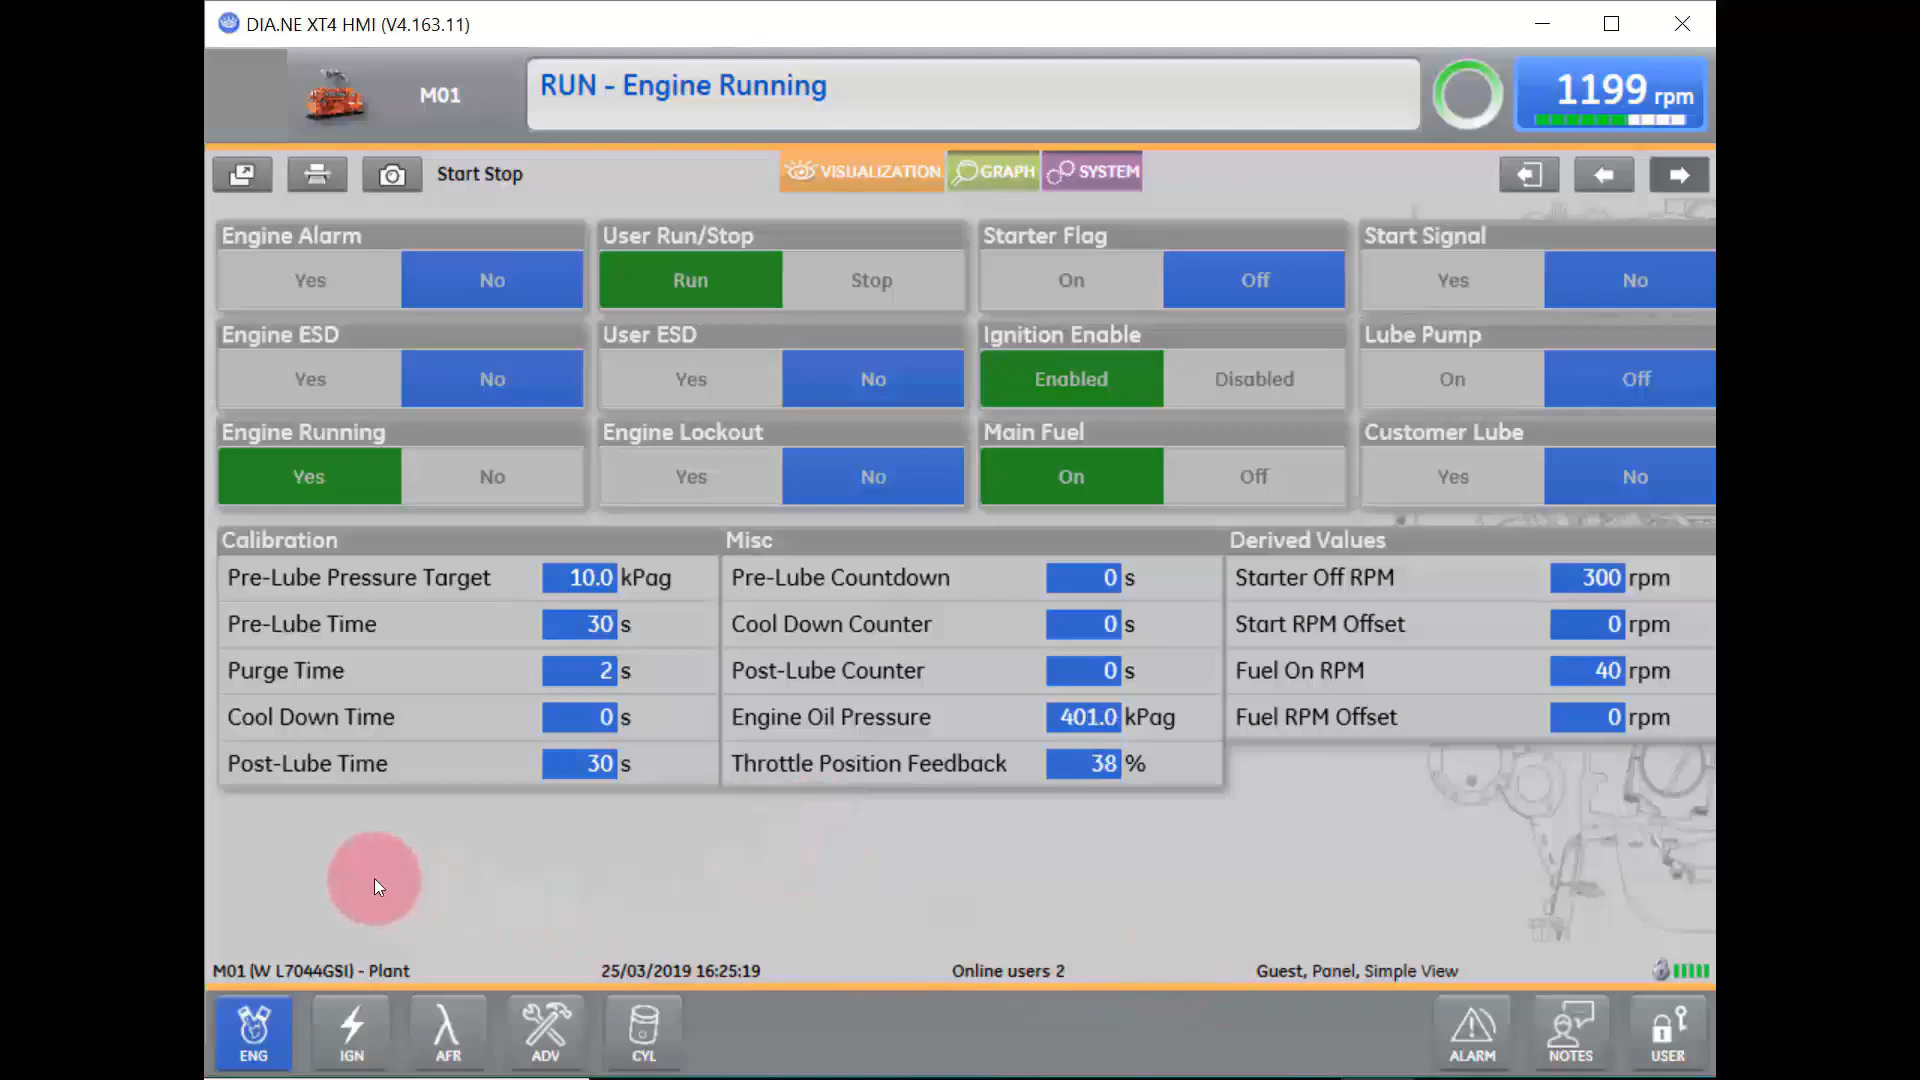 DIA.NE XT4 HMI (V4.163.11)
M01
RUN - Engine Running
1199 rpm
Start Stop
VISUALIZATION
GRAPH
SYSTEM
Engine Alarm
Yes No
User Run/Stop
Run Stop
Starter Flag
On Off
Start Signal
Yes No
Engine ESD
Yes No
User ESD
Yes No
Ignition Enable
Enabled Disabled
Lube Pump
On Off
Engine Running
Yes No
Engine Lockout
Yes No
Main Fuel
On Off
Customer Lube
Yes No
Calibration
Pre-Lube Pressure Target 10.0 kPag
Pre-Lube Time 30 s
Purge Time 2 s
Cool Down Time 0 s
Post-Lube Time 30 s
Misc
Pre-Lube Countdown 0 s
Cool Down Counter 0 s
Post-Lube Counter 0 s
Engine Oil Pressure 401.0 kPag
Throttle Position Feedback 38 %
Derived Values
Starter Off RPM 300 rpm
Start RPM Offset 0 rpm
Fuel On RPM 40 rpm
Fuel RPM Offset 0 rpm
M01 (W L7044GSI) - Plant
25/03/2019 16:25:19
Online users 2
Guest, Panel, Simple View
ENG
IGN
AFR
ADV
CYL
ALARM
NOTES
USER